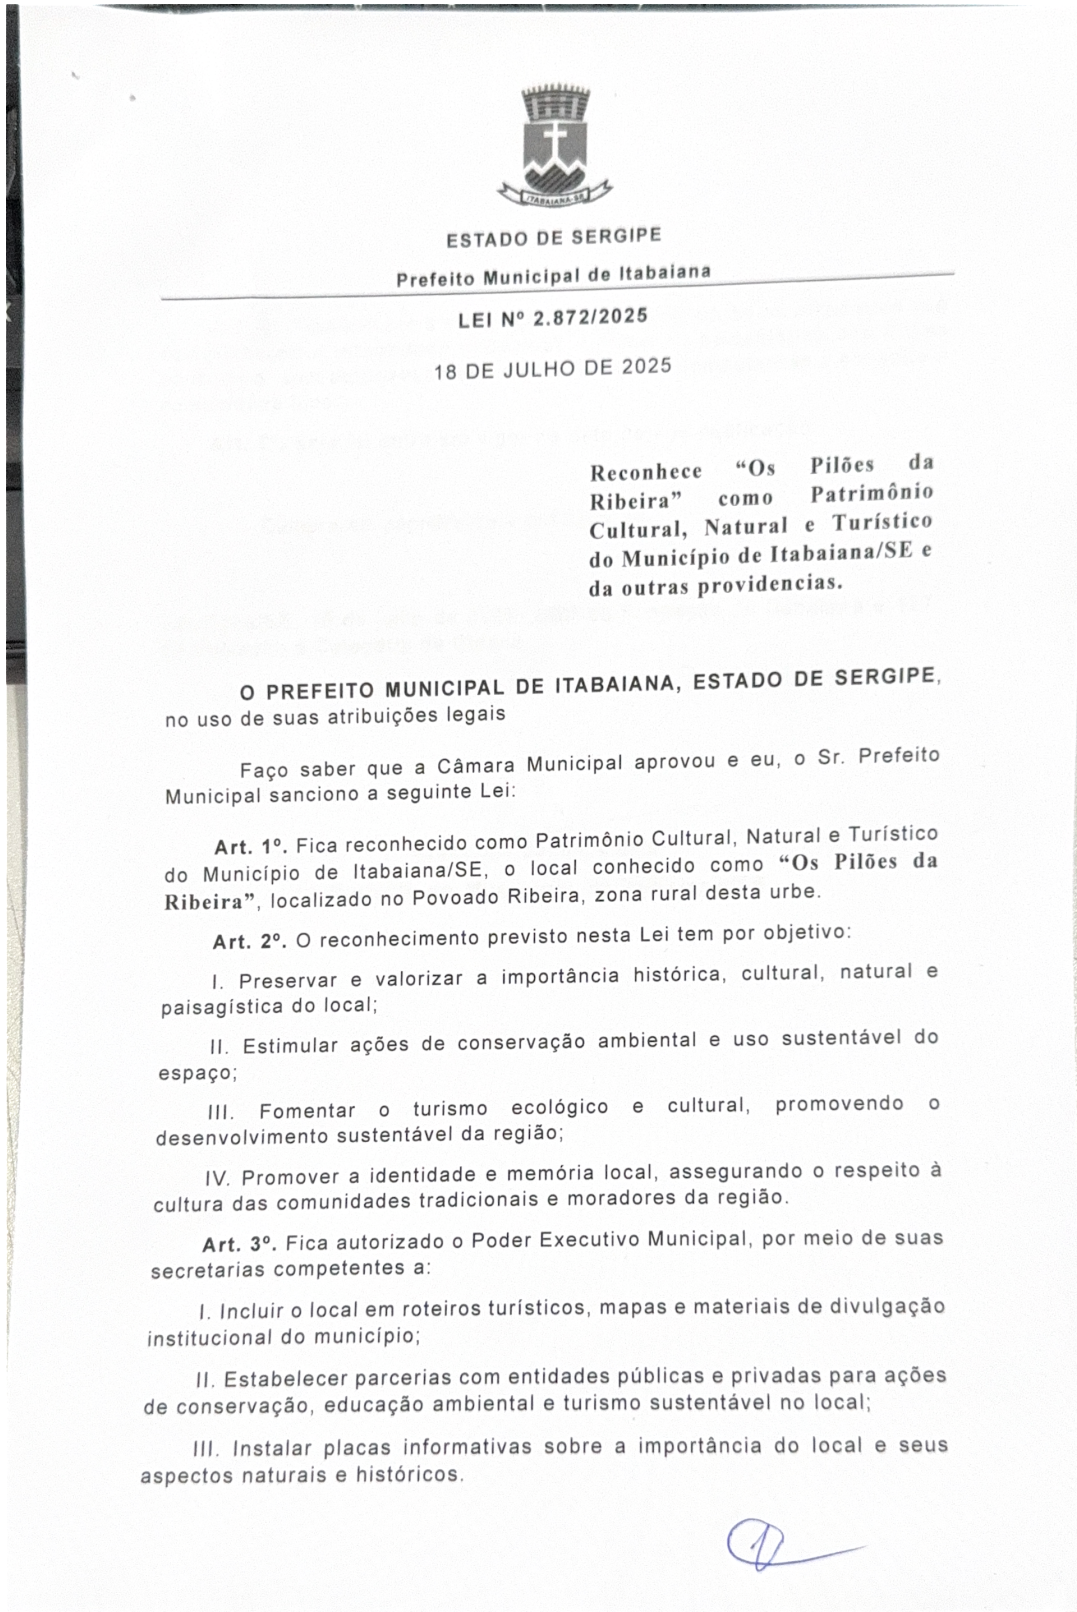 ITABAIANA-SE
ESTADO DE SERGIPE
Prefeito Municipal de Itabaiana
LEI Nº 2.872/2025
18 DE JULHO DE 2025
Reconhece “Os Pilões da
Ribeira” como Patrimônio
Cultural, Natural e Turístico
do Município de Itabaiana/SE e
da outras providencias.
O PREFEITO MUNICIPAL DE ITABAIANA, ESTADO DE SERGIPE,
no uso de suas atribuições legais
Faço saber que a Câmara Municipal aprovou e eu, o Sr. Prefeito
Municipal sanciono a seguinte Lei:
Art. 1º. Fica reconhecido como Patrimônio Cultural, Natural e Turístico
do Município de Itabaiana/SE, o local conhecido como “Os Pilões da
Ribeira”, localizado no Povoado Ribeira, zona rural desta urbe.
Art. 2º. O reconhecimento previsto nesta Lei tem por objetivo:
I. Preservar e valorizar a importância histórica, cultural, natural e
paisagística do local;
II. Estimular ações de conservação ambiental e uso sustentável do
espaço;
III. Fomentar o turismo ecológico e cultural, promovendo o
desenvolvimento sustentável da região;
IV. Promover a identidade e memória local, assegurando o respeito à
cultura das comunidades tradicionais e moradores da região.
Art. 3º. Fica autorizado o Poder Executivo Municipal, por meio de suas
secretarias competentes a:
I. Incluir o local em roteiros turísticos, mapas e materiais de divulgação
institucional do município;
II. Estabelecer parcerias com entidades públicas e privadas para ações
de conservação, educação ambiental e turismo sustentável no local;
III. Instalar placas informativas sobre a importância do local e seus
aspectos naturais e históricos.